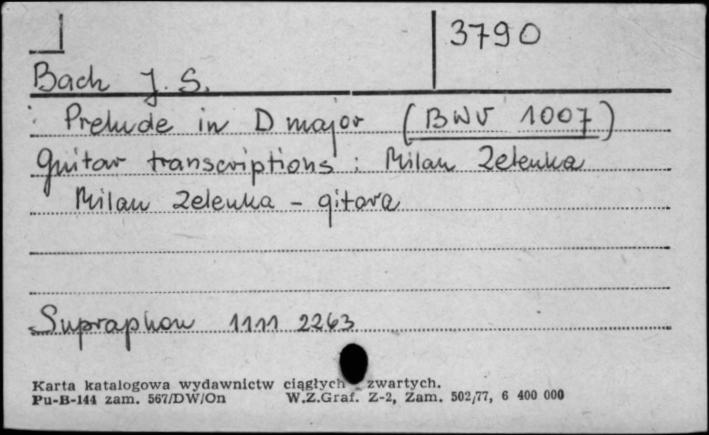 3790
Bach J. S.
Prelude in D major (BWV 1007)
Guitar transcriptions: Milan Zelenka
Milan Zelenka - gitara
Supraphon 1111 2263
Karta katalogowa wydawnictw ciągłych - zwartych.
Pu-B-144 zam. 567/DW/On W.Z.Graf. Z-2, Zam. 502/77, 6 400 000